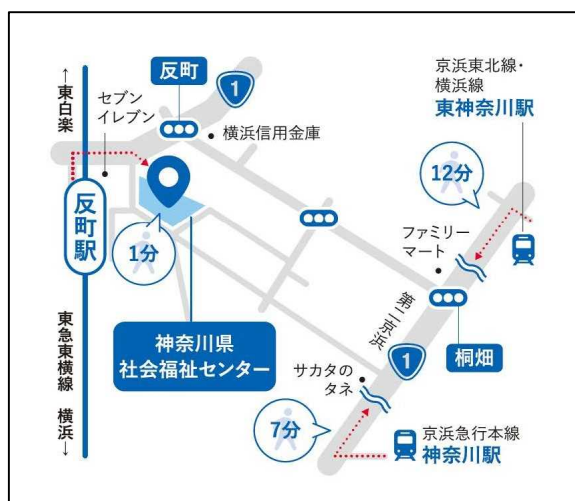 ←東白楽
セブン
イレブン
反町
1
横浜信用金庫
京浜東北線・
横浜線
東神奈川駅
12分
反町駅
1分
ファミリー
マート
第二京浜
神奈川県
社会福祉センター
1
桐畑
サカタの
タネ
7分
東急東横線 横浜→
京浜急行本線
神奈川駅